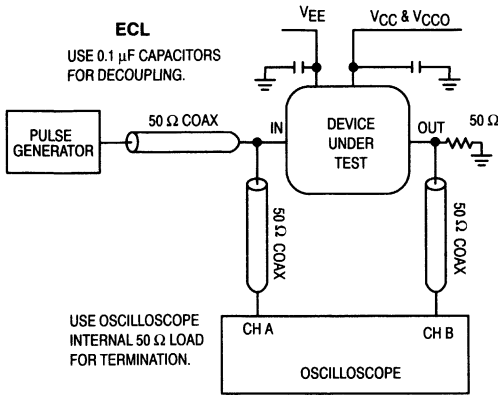 ECL
USE 0.1 µF CAPACITORS
FOR DECOUPLING.
VEE
VCC & VCCO
50 Ω COAX
PULSE
GENERATOR
IN
DEVICE
UNDER
TEST
OUT
50 Ω
50 Ω COAX
50 Ω COAX
USE OSCILLOSCOPE
INTERNAL 50 Ω LOAD
FOR TERMINATION.
CH A
CH B
OSCILLOSCOPE